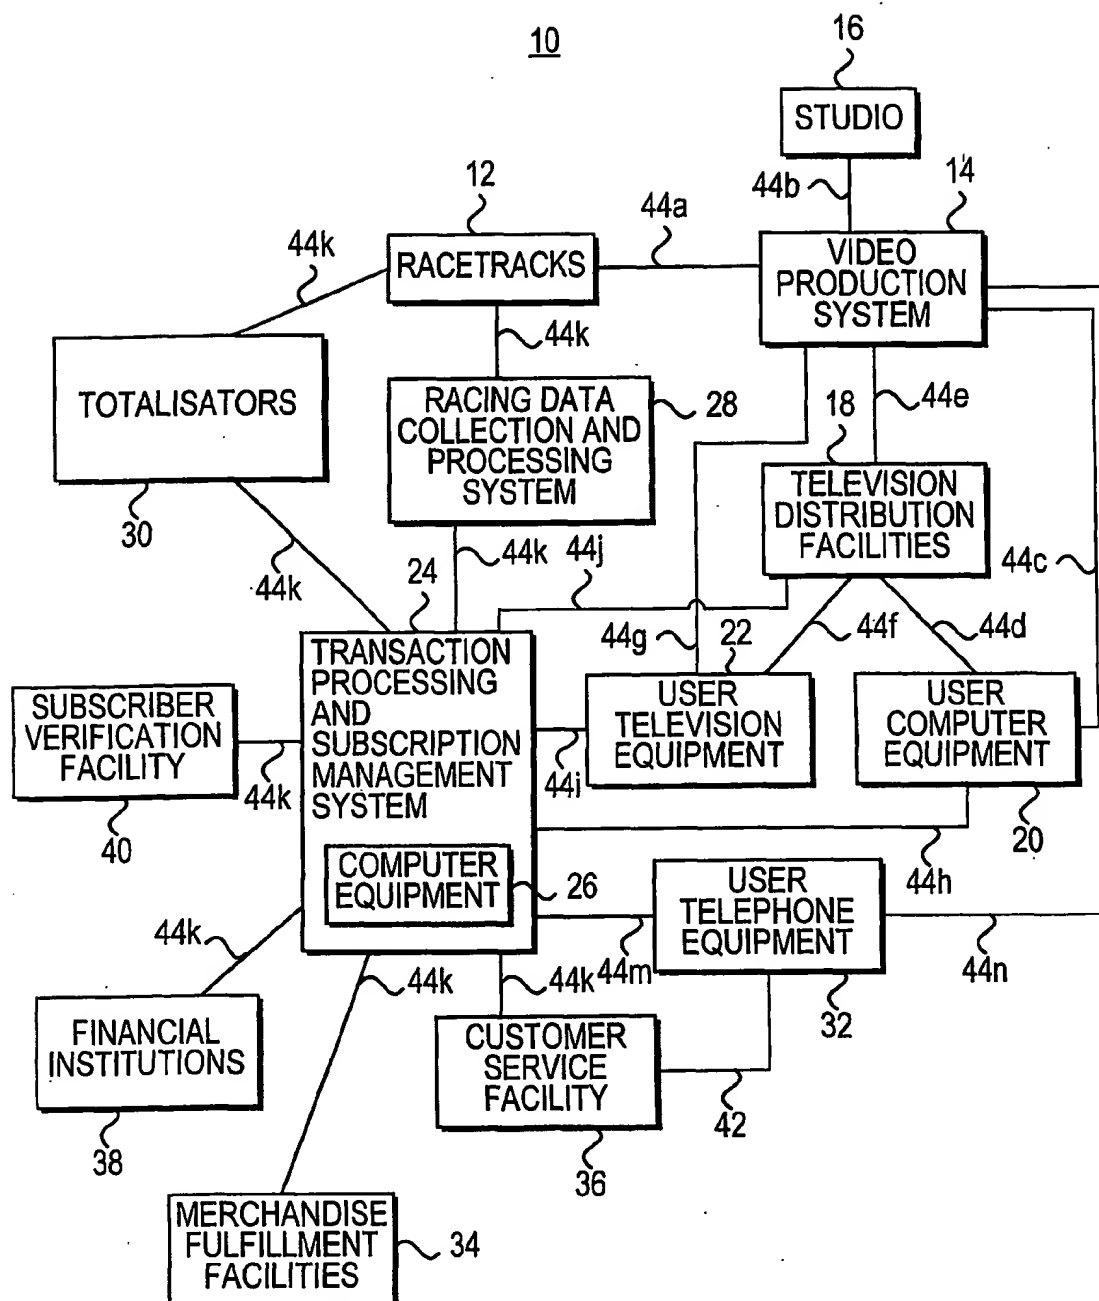 10
16
STUDIO
44b
14
12
44a
44k
RACETRACKS
VIDEO
PRODUCTION
SYSTEM
44k
TOTALISATORS
RACING DATA
COLLECTION AND
PROCESSING
SYSTEM
28
18
44e
30
TELEVISION
DISTRIBUTION
FACILITIES
44k
44k
44j
44c
24
44g
22
44f
44d
TRANSACTION
PROCESSING
AND
SUBSCRIPTION
MANAGEMENT
SYSTEM
SUBSCRIBER
VERIFICATION
FACILITY
44k
40
USER
TELEVISION
EQUIPMENT
44i
USER
COMPUTER
EQUIPMENT
20
44h
COMPUTER
EQUIPMENT
26
USER
TELEPHONE
EQUIPMENT
44m
44n
32
44k
44k
44k
FINANCIAL
INSTITUTIONS
38
CUSTOMER
SERVICE
FACILITY
42
36
MERCHANDISE
FULFILLMENT
FACILITIES
34